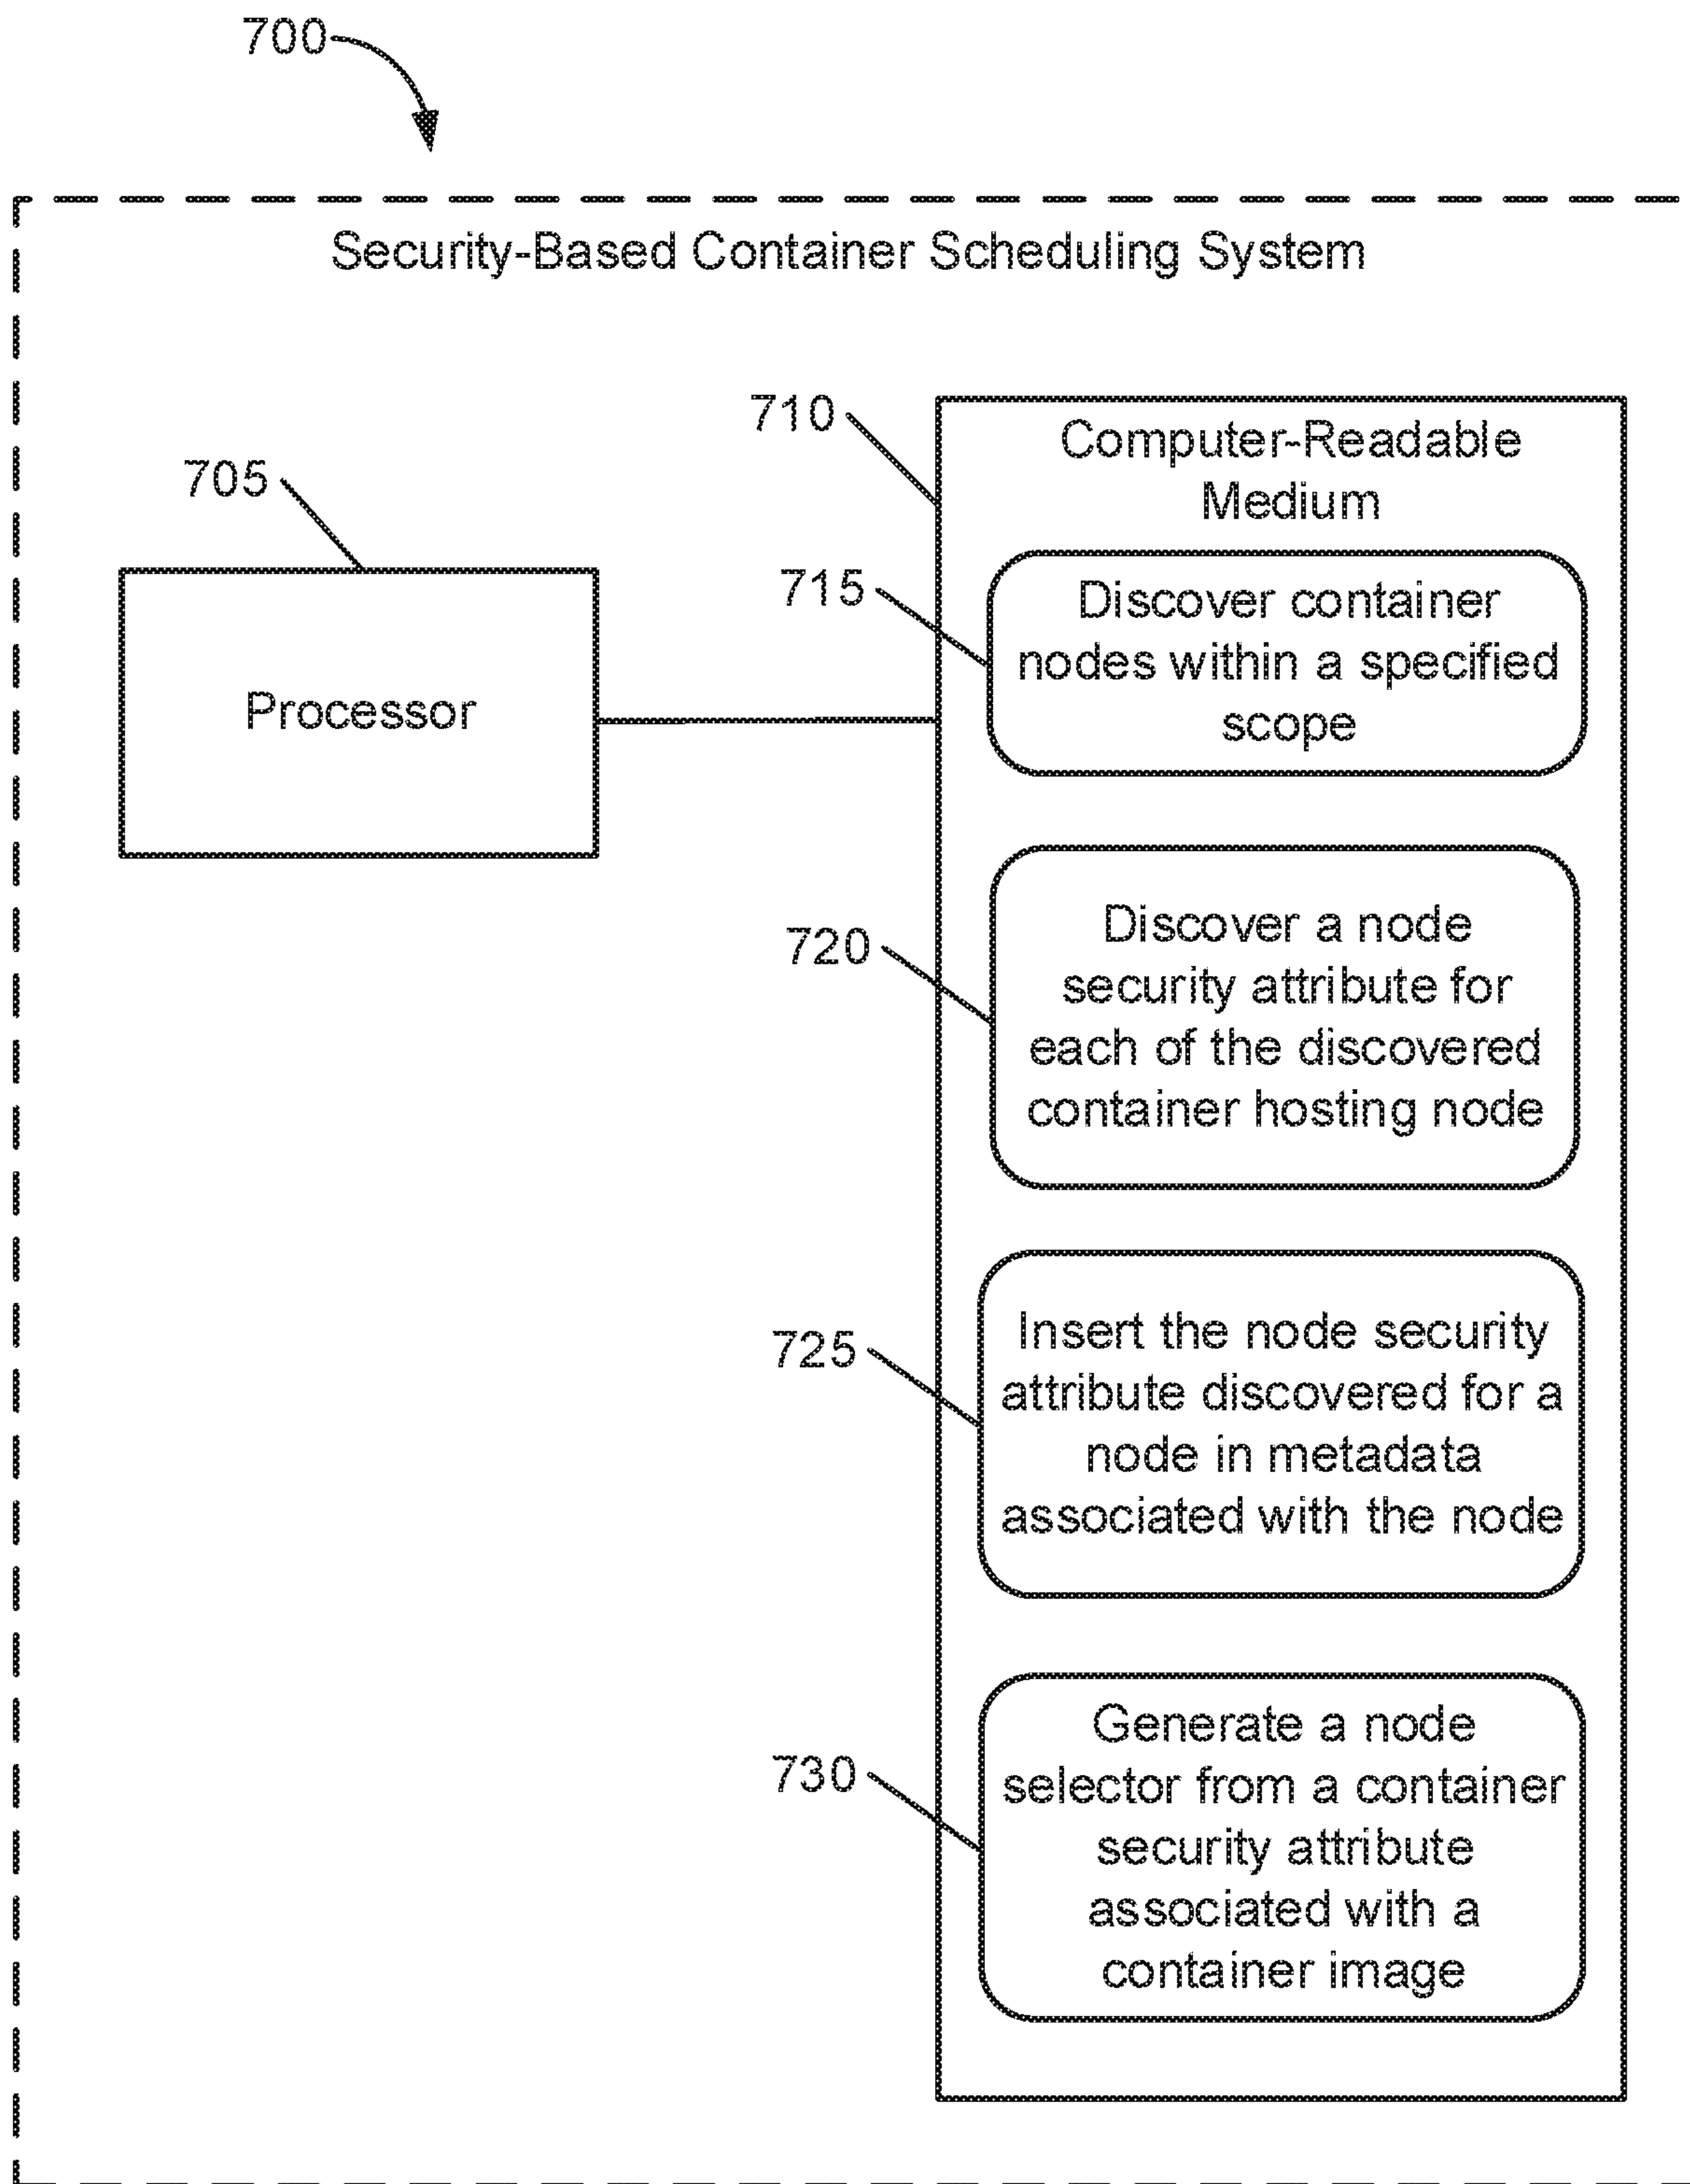 700
Security-Based Container Scheduling System
710
Computer-Readable
Medium
705
Processor
715
Discover container
nodes within a specified
scope
720
Discover a node
security attribute for
each of the discovered
container hosting node
725
Insert the node security
attribute discovered for a
node in metadata
associated with the node
730
Generate a node
selector from a container
security attribute
associated with a
container image